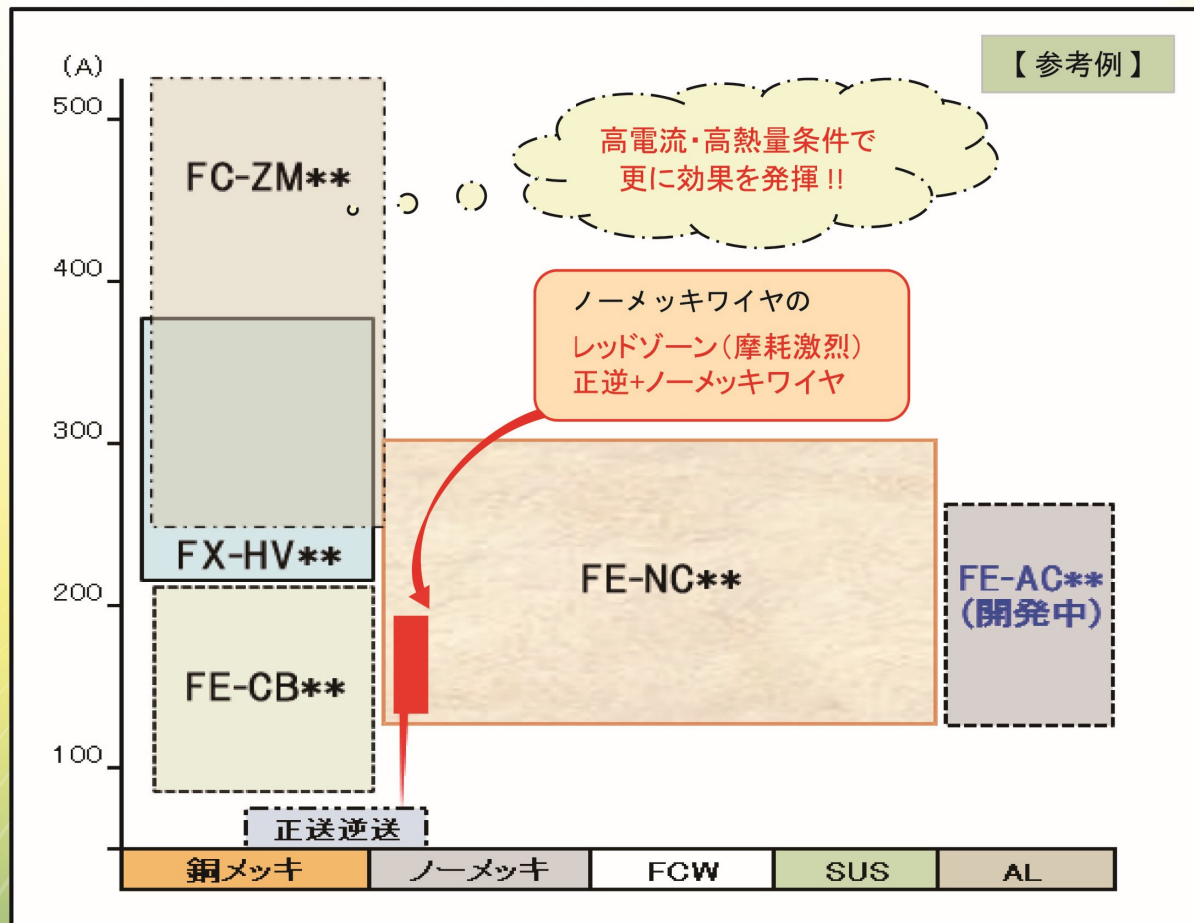 (A)
【参考例】
500
400
300
200
100
FC-ZM**
高電流・高熱量条件で
更に効果を発揮!!
ノーメッキワイヤの
レッドゾーン(摩耗激烈)
正逆+ノーメッキワイヤ
FX-HV**
FE-CB**
FE-NC**
FE-AC**
(開発中)
正送逆送
銅メッキ ノーメッキ FCW SUS AL